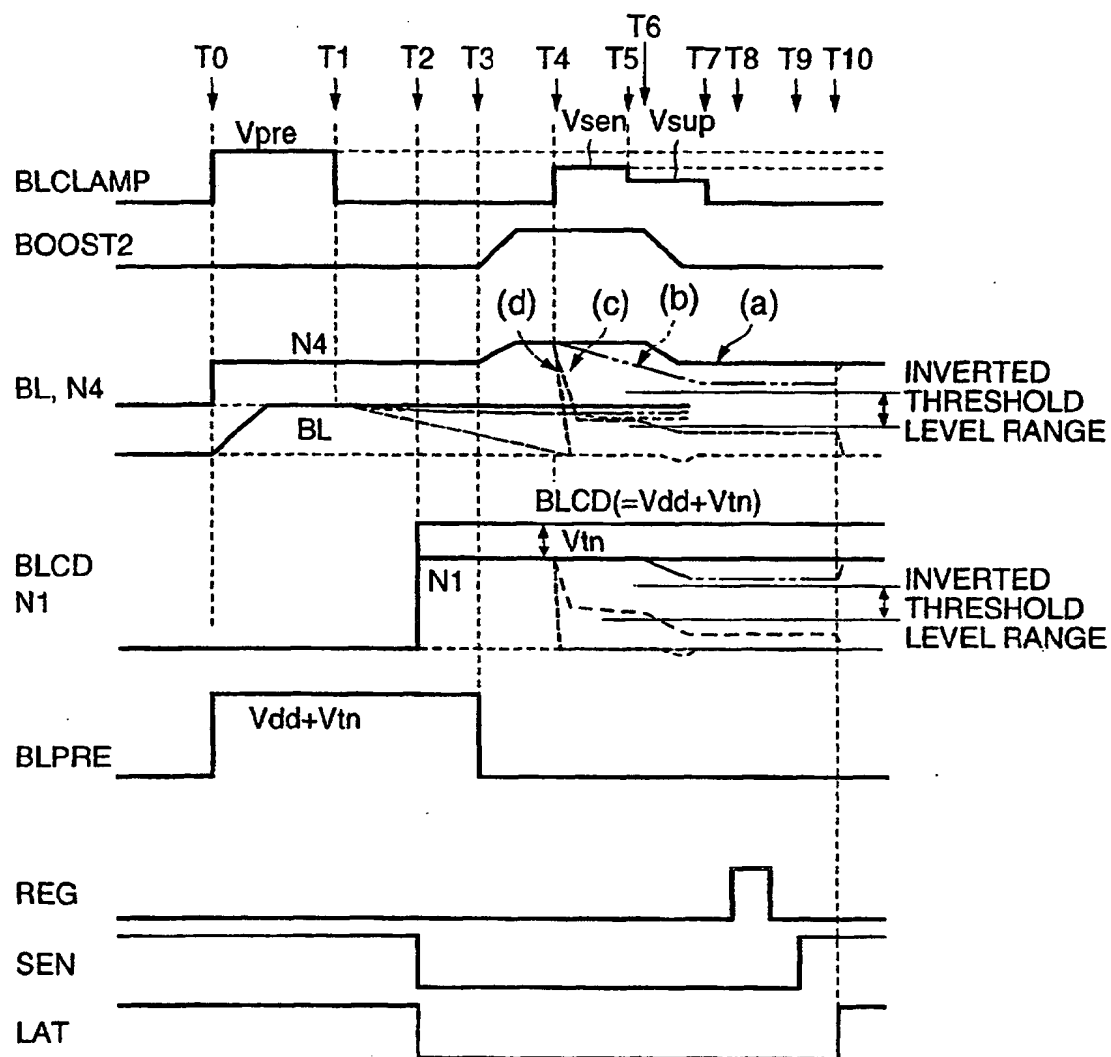 T6
T0 T1 T2 T3 T4 T5 T7 T8 T9 T10
Vpre Vsen Vsup
BLCLAMP
BOOST2
(d) (c) (b) (a)
N4
BL, N4
INVERTED
THRESHOLD
LEVEL RANGE
BL
BLCD(=Vdd+Vtn)
Vtn
BLCD
N1
N1
INVERTED
THRESHOLD
LEVEL RANGE
Vdd+Vtn
BLPRE
REG
SEN
LAT